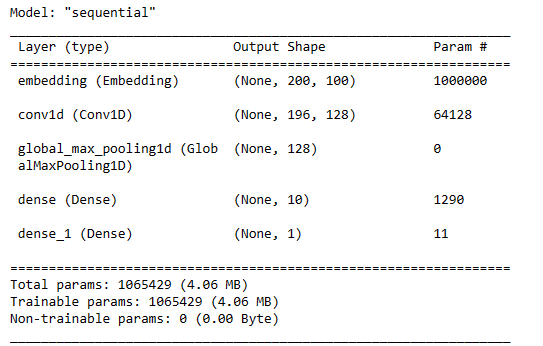 Model: "sequential"
_________________________________________________________________
Layer (type) Output Shape Param #
=================================================================
embedding (Embedding) (None, 200, 100) 1000000
conv1d (Conv1D) (None, 196, 128) 64128
global_max_pooling1d (Glob (None, 128) 0
alMaxPooling1D)
dense (Dense) (None, 10) 1290
dense_1 (Dense) (None, 1) 11
=================================================================
Total params: 1065429 (4.06 MB)
Trainable params: 1065429 (4.06 MB)
Non-trainable params: 0 (0.00 Byte)
_________________________________________________________________